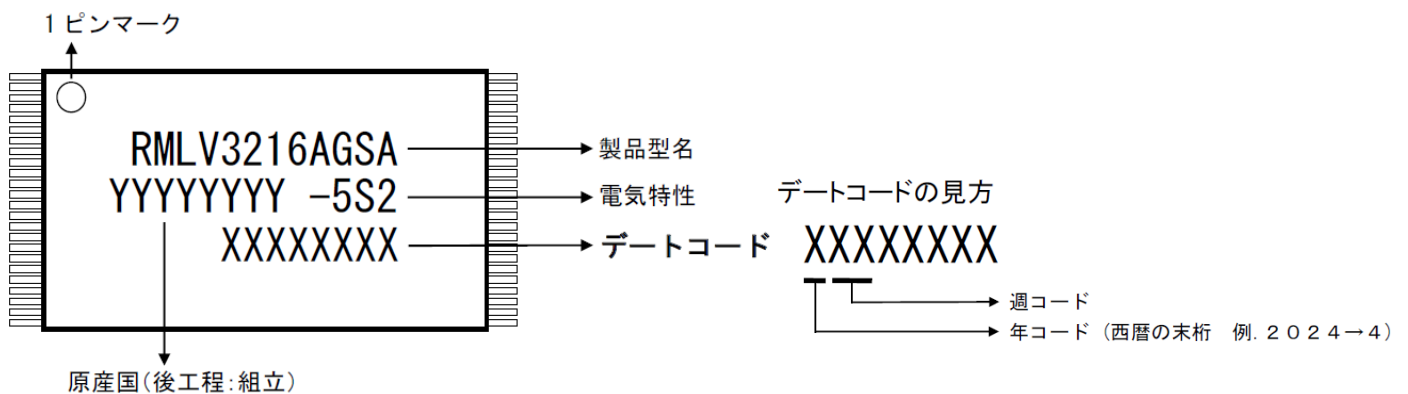 1ピンマーク
RMLV3216AGSA
製品型名
YYYYYYYY -5S2
電気特性
XXXXXXXX
デートコード
デートコードの見方
XXXXXXXX
週コード
年コード（西暦の末桁　例．２０２４→４）
原産国(後工程:組立)